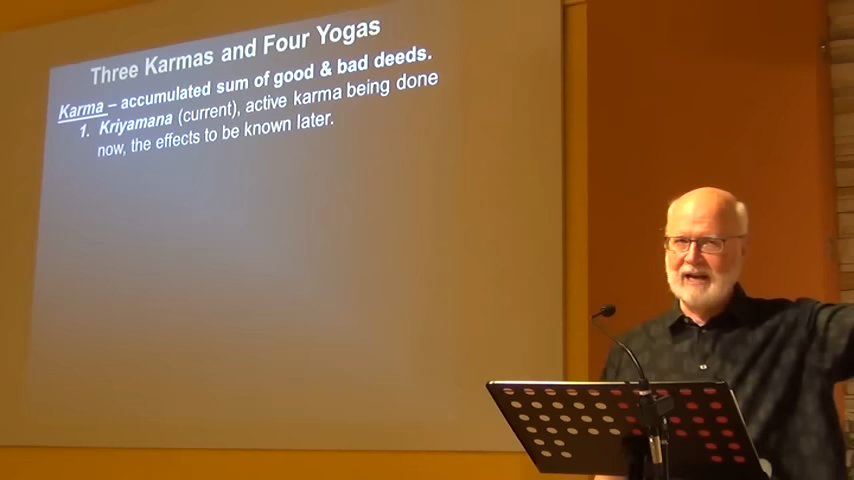 Three Karmas and Four Yogas
Karma – accumulated sum of good & bad deeds.
1. Kriyamana (current), active karma being done
now, the effects to be known later.